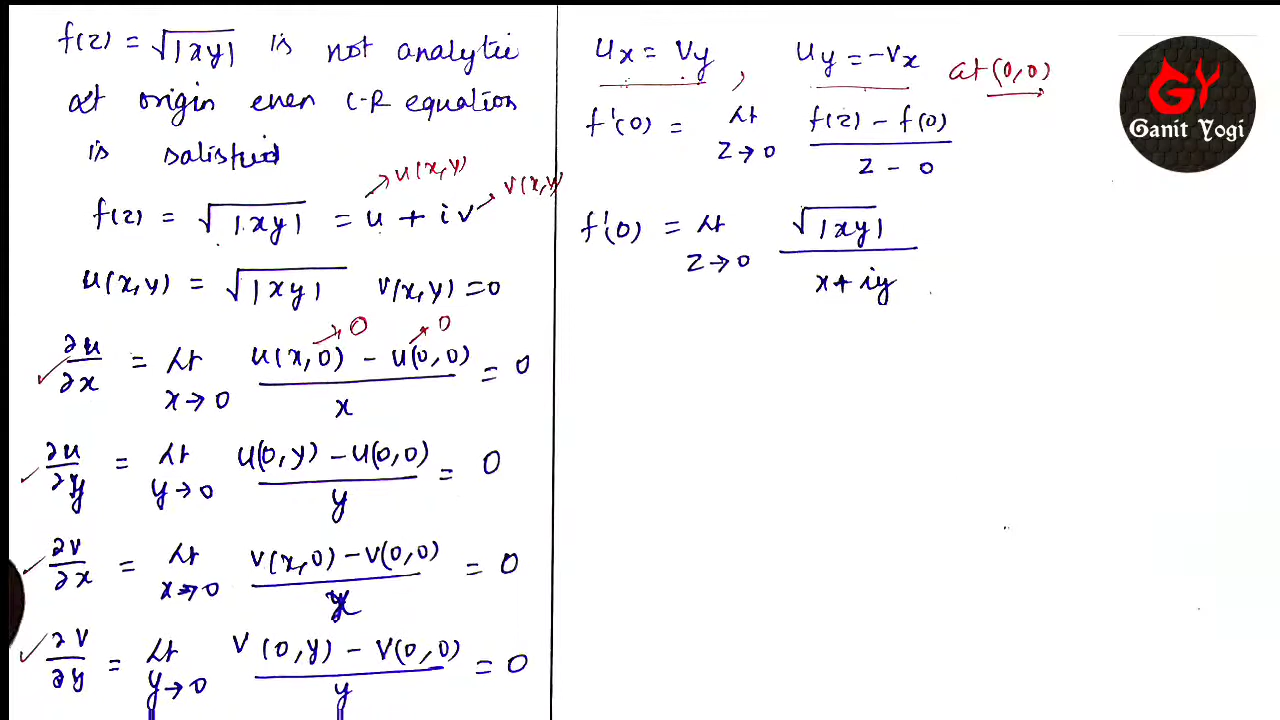 f(z) = √|xy| is not analytic
at origin even C-R equation
is satisfied
f(z) = √|xy| = u + iv
→ u(x,y)
→ v(x,y)
u(x,y) = √|xy| v(x,y) = 0
∂u/∂x = Lt x→0 (u(x,0) - u(0,0))/x = 0
→ 0 → 0
∂u/∂y = Lt y→0 (u(0,y) - u(0,0))/y = 0
∂v/∂x = Lt x→0 (v(x,0) - v(0,0))/x = 0
∂v/∂y = Lt y→0 (v(0,y) - v(0,0))/y = 0
ux = vy , uy = -vx at (0,0)
f'(0) = Lt z→0 (f(z) - f(0))/(z - 0)
f'(0) = Lt z→0 √|xy|/(x+iy)
GY
Ganit Yogi